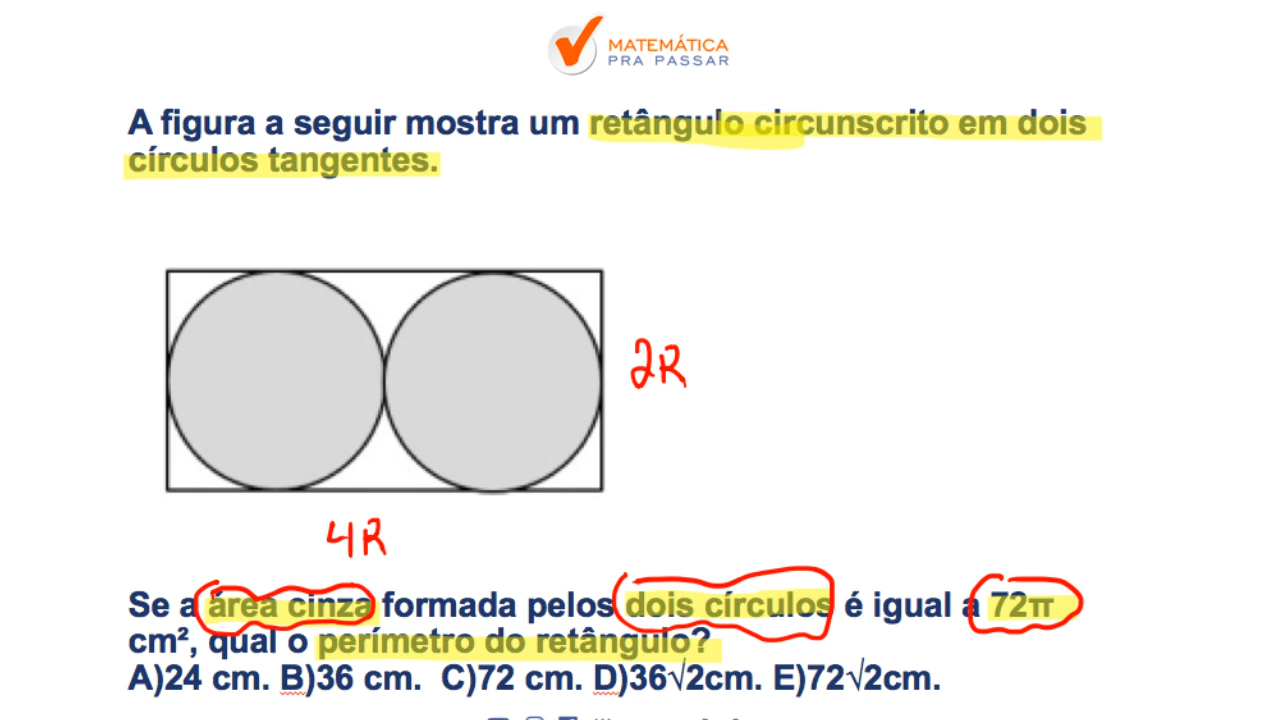 MATEMÁTICA
PRA PASSAR
A figura a seguir mostra um retângulo circunscrito em dois
círculos tangentes.
2R
4R
Se a área cinza formada pelos dois círculos é igual a 72π
cm², qual o perímetro do retângulo?
A)24 cm. B)36 cm. C)72 cm. D)36√2cm. E)72√2cm.